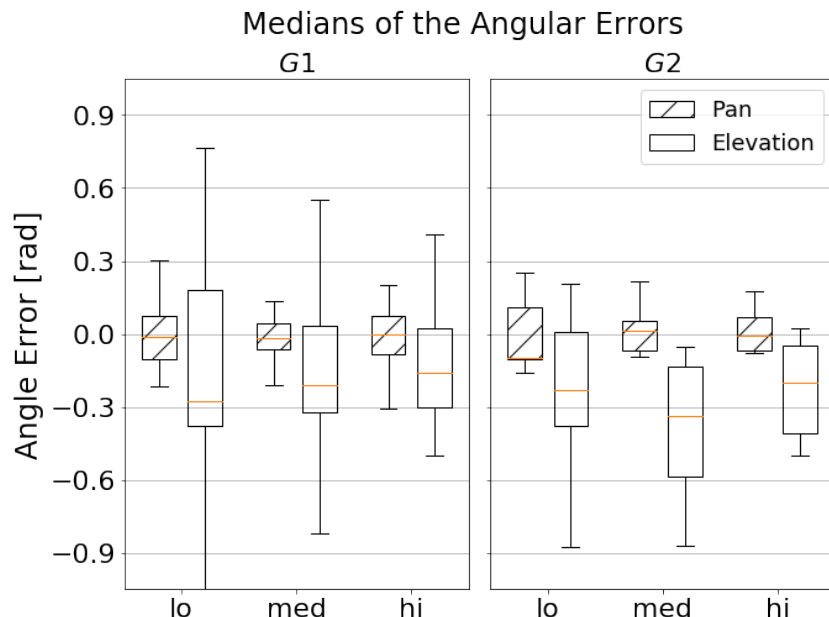 Medians of the Angular Errors
G1
G2
Pan
Elevation
Angle Error [rad]
0.9
0.6
0.3
0.0
−0.3
−0.6
−0.9
lo med hi
lo med hi